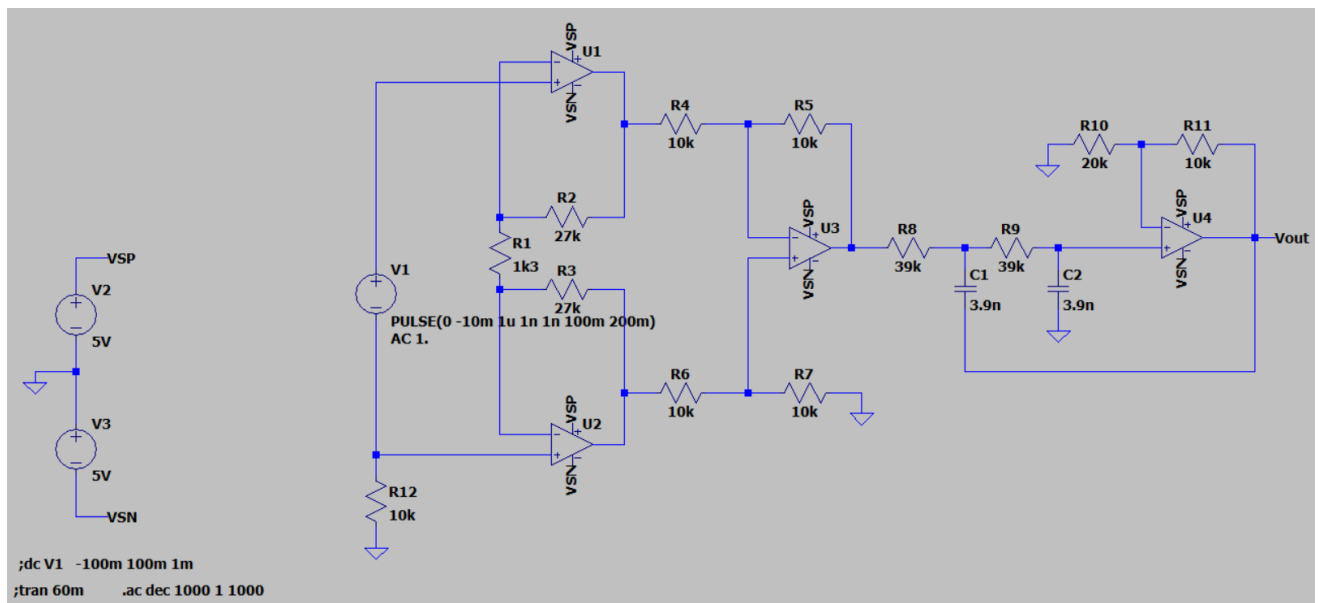 VSP
U1
VSN
R4
10k
R5
10k
R10
20k
R11
10k
R2
27k
VSP
U4
VSN
Vout
VSP
U3
VSN
R8
39k
R9
39k
R1
1k3
VSP
V1
R3
27k
C1
3.9n
C2
3.9n
V2
5V
PULSE(0 -10m 1u 1n 1n 100m 200m)
AC 1.
R6
10k
R7
10k
V3
5V
VSP
U2
VSN
R12
10k
VSN
;dc V1 -100m 100m 1m
;tran 60m .ac dec 1000 1 1000